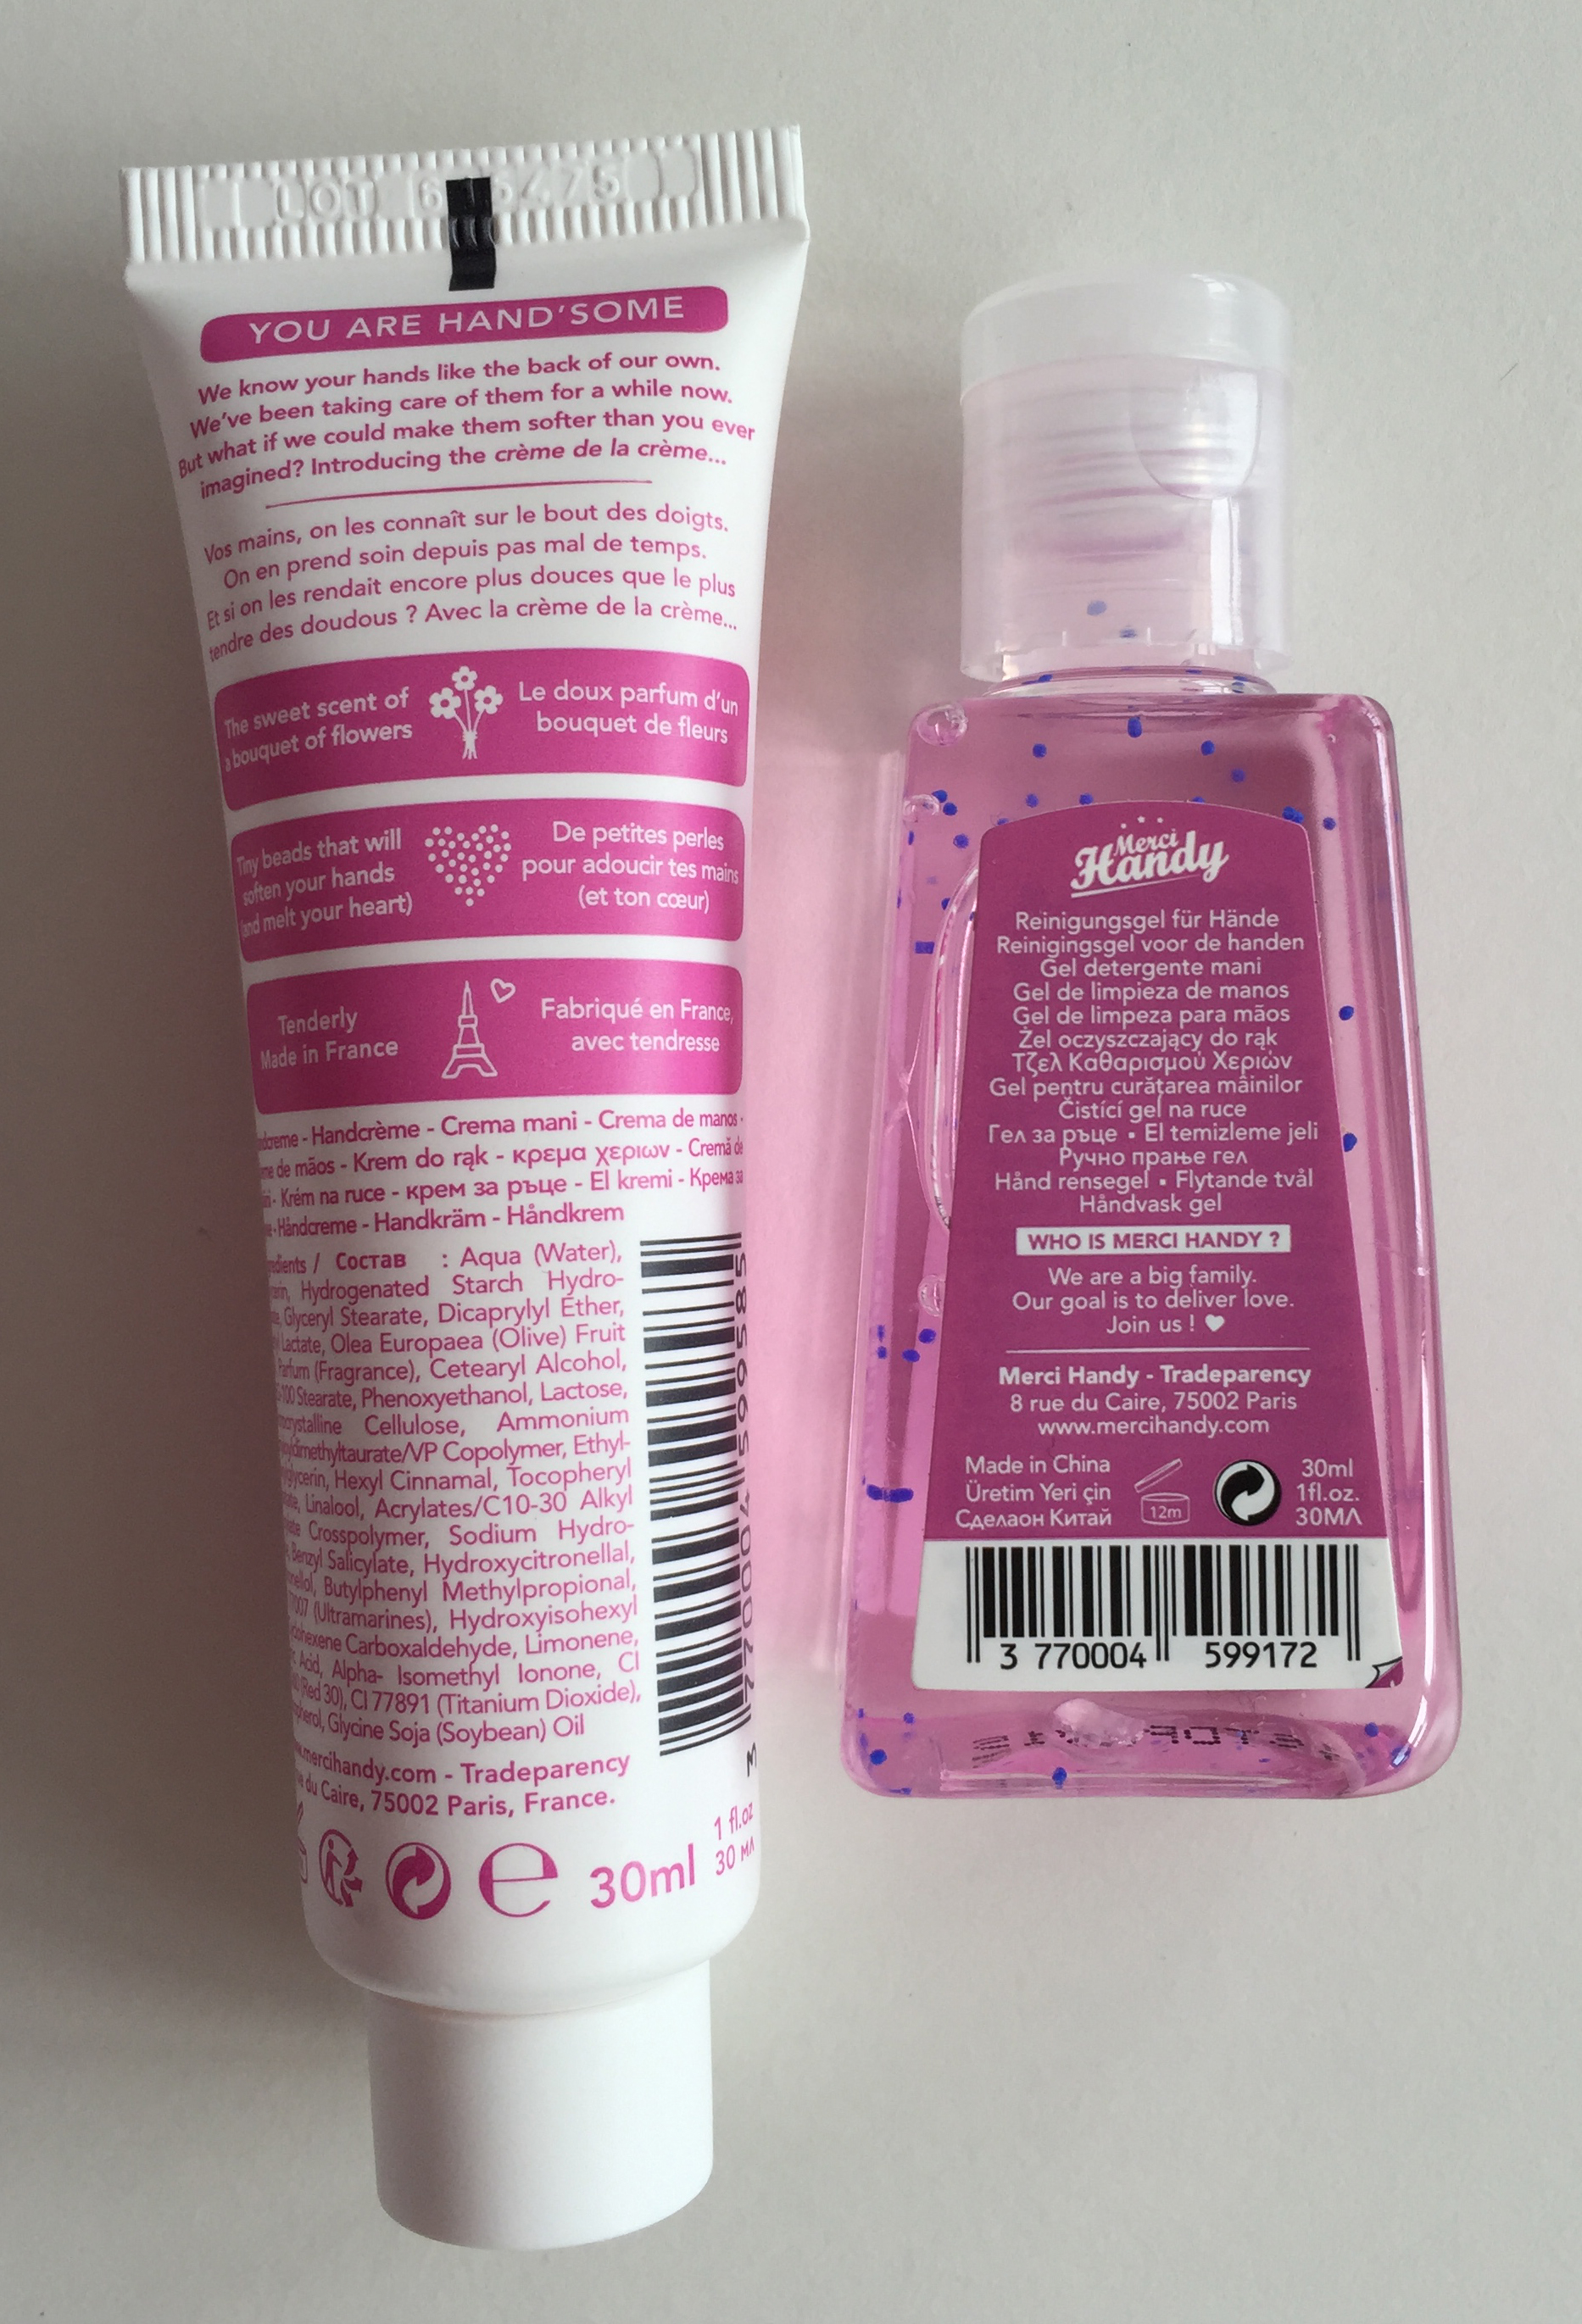 LOT
YOU ARE HAND'SOME
We know your hands like the back of our own.
We've been taking care of them for a while now.
But what if we could make them softer than you ever
imagined? Introducing the crème de la crème...
Vos mains, on les connaît sur le bout des doigts.
On en prend soin depuis pas mal de temps.
Et si on les rendait encore plus douces que le plus
tendre des doudous ? Avec la crème de la crème...
The sweet scent of
a bouquet of flowers
Le doux parfum d'un
bouquet de fleurs
Tiny beads that will
soften your hands
(and melt your heart)
De petites perles
pour adoucir tes mains
(et ton cœur)
Tenderly
Made in France
Fabriqué en France,
avec tendresse
- Handcrème - Crema mani - Crema de manos -
de mãos - Krem do rąk - κρεμα χεριων - Cremă de
- Krém na ruce - крем за ръце - El kremi - Крема за
- Håndcreme - Handkräm - Håndkrem
/ Состав : Aqua (Water),
Hydrogenated Starch Hydro-
Glyceryl Stearate, Dicaprylyl Ether,
Lactate, Olea Europaea (Olive) Fruit
Parfum (Fragrance), Cetearyl Alcohol,
100 Stearate, Phenoxyethanol, Lactose,
Cellulose, Ammonium
VP Copolymer, Ethyl-
Hexyl Cinnamal, Tocopheryl
Linalool, Acrylates/C10-30 Alkyl
Crosspolymer, Sodium Hydro-
Benzyl Salicylate, Hydroxycitronellal,
Butylphenyl Methylpropional,
(Ultramarines), Hydroxyisohexyl
Carboxaldehyde, Limonene,
Acid, Alpha- Isomethyl Ionone, CI
(Red 30), CI 77891 (Titanium Dioxide),
Glycine Soja (Soybean) Oil
mercihandy.com - Tradeparency
du Caire, 75002 Paris, France.
e 30ml 1 fl.oz
30 мл
Merci
Handy
Reinigungsgel für Hände
Reinigingsgel voor de handen
Gel detergente mani
Gel de limpieza de manos
Gel de limpeza para mãos
Żel oczyszczający do rąk
Τζελ Καθαρισμού Χεριών
Gel pentru curătarea mâinilor
Čistící gel na ruce
Гел за ръце • El temizleme jeli
Ручно прање гел
Hånd rensegel • Flytande tvål
Håndvask gel
WHO IS MERCI HANDY ?
We are a big family.
Our goal is to deliver love.
Join us ! ♥
Merci Handy - Tradeparency
8 rue du Caire, 75002 Paris
www.mercihandy.com
Made in China
Üretim Yeri çin
Сделаон Китай
12m
30ml
1fl.oz.
30МЛ
3 770004 599172